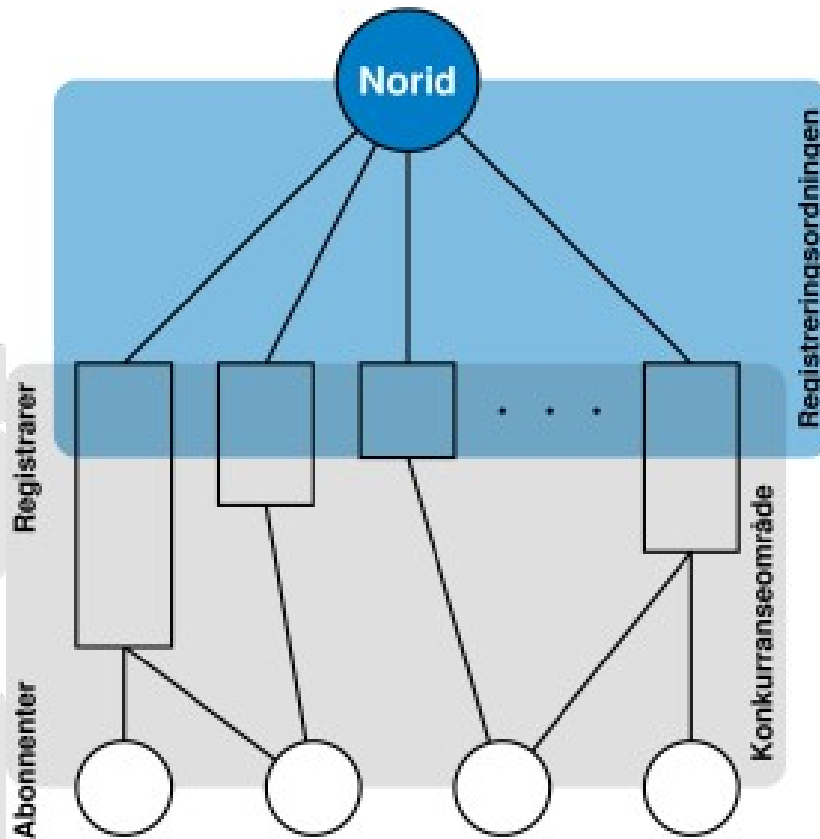 Norid
Registreringsordningen
Registrarer
Konkurranseområde
Abonnenter